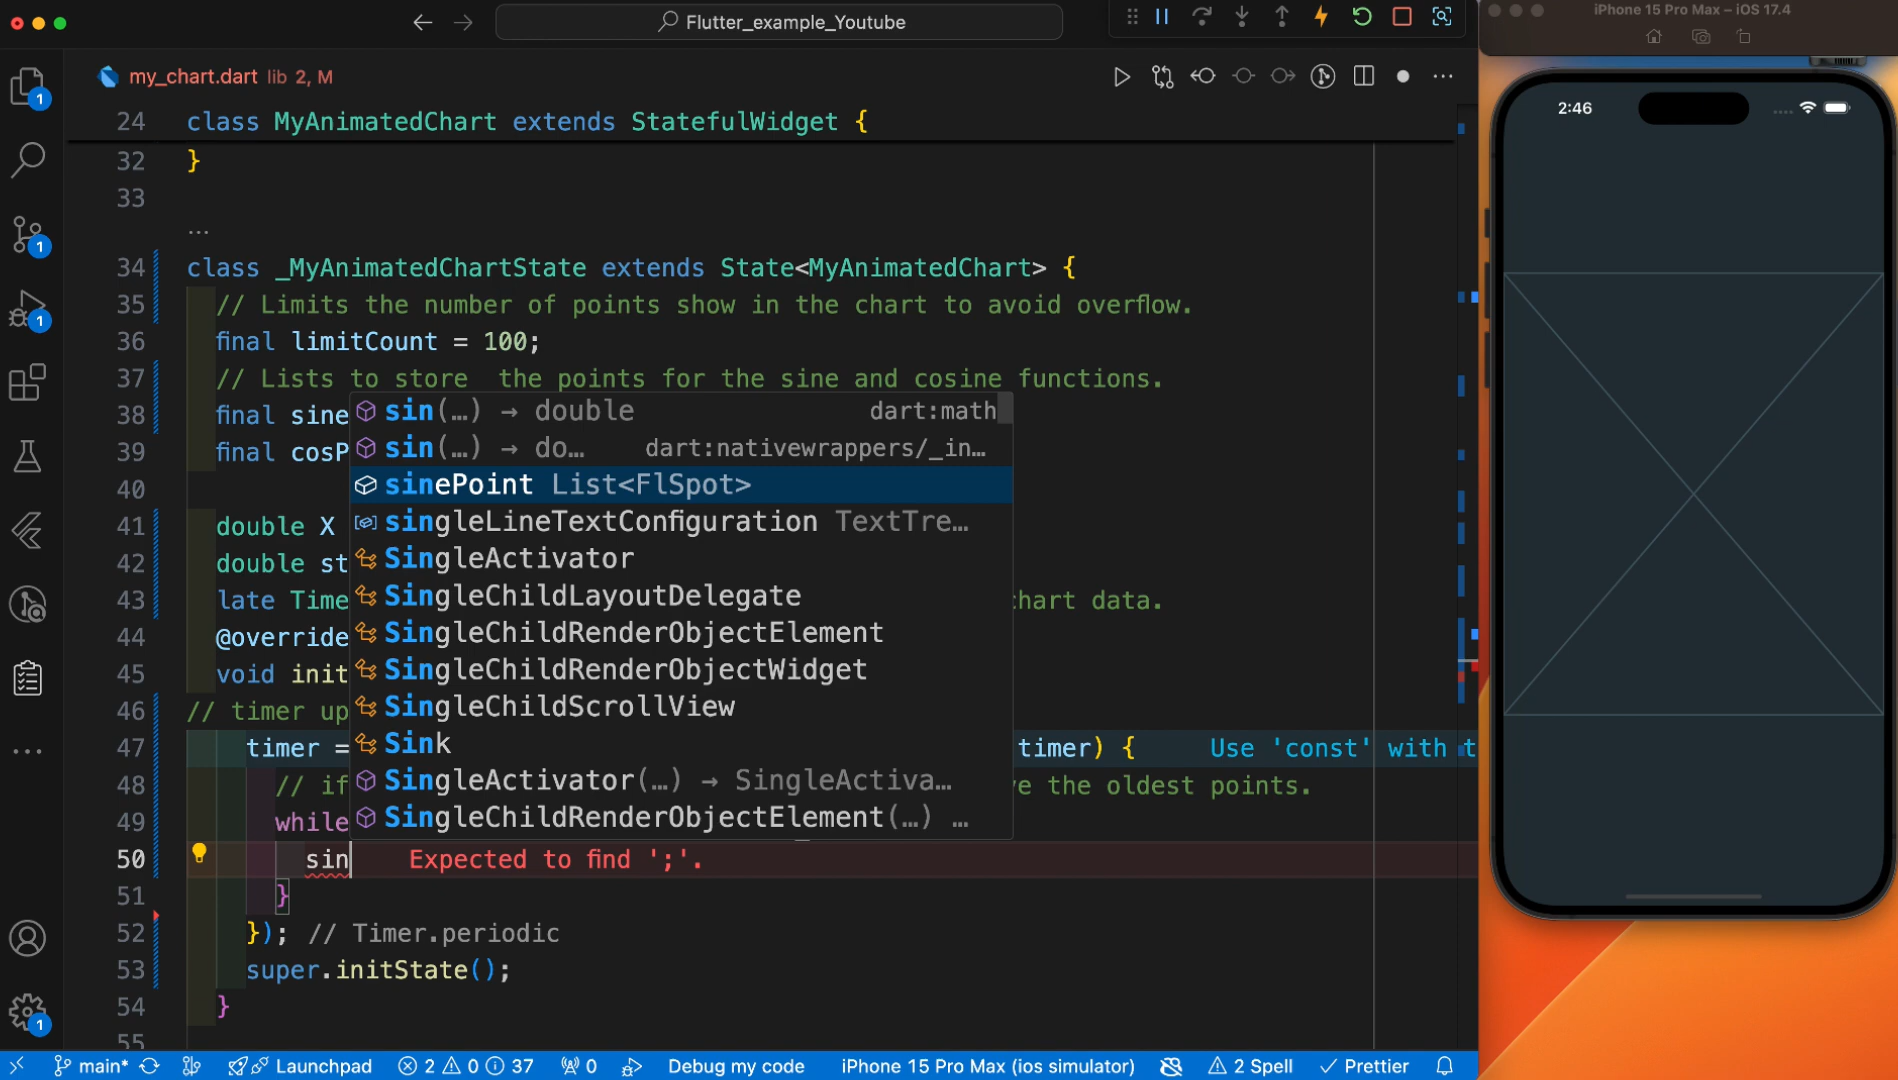 Flutter_example_Youtube
iPhone 15 Pro Max – iOS 17.4
my_chart.dart lib 2, M
2:46
24 class MyAnimatedChart extends StatefulWidget {
32 }
33
...
34 class _MyAnimatedChartState extends State<MyAnimatedChart> {
35 // Limits the number of points show in the chart to avoid overflow.
36 final limitCount = 100;
37 // Lists to store  the points for the sine and cosine functions.
38 final sine
39 final cosP
40
41 double X
42 double st
43 late Time hart data.
44 @override
45 void init
46 // timer up
47 timer = timer) { Use 'const' with t
48 // if e the oldest points.
49 while
50 sin Expected to find ';'.
51 }
52 }); // Timer.periodic
53 super.initState();
54 }
55
sin(…) → double dart:math
sin(…) → do… dart:nativewrappers/_in…
sinePoint List<FlSpot>
singleLineTextConfiguration TextTre…
SingleActivator
SingleChildLayoutDelegate
SingleChildRenderObjectElement
SingleChildRenderObjectWidget
SingleChildScrollView
Sink
SingleActivator(…) → SingleActiva…
SingleChildRenderObjectElement(…) …
1
1
1
1
main* Launchpad 2 0 37 0 Debug my code iPhone 15 Pro Max (ios simulator) 2 Spell Prettier